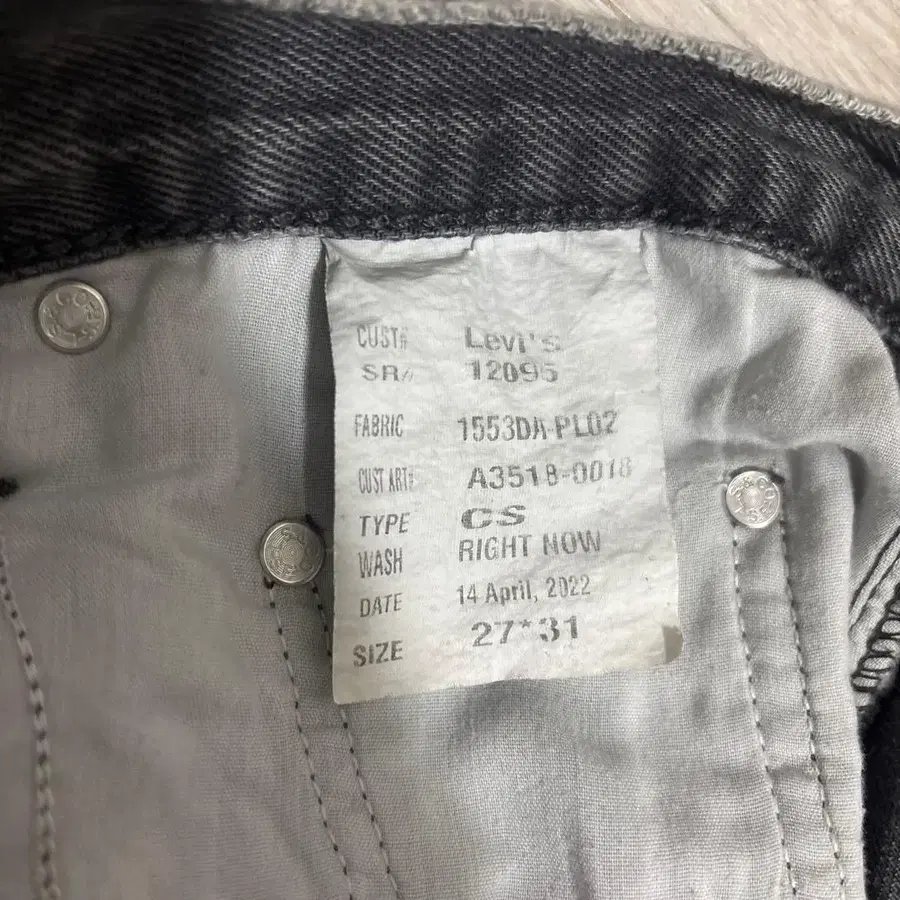 CUST# Levi's
SR# 12095
FABRIC 1553DA-PL02
CUST ART# A3518-0018
TYPE CS
WASH RIGHT NOW
DATE 14 April, 2022
SIZE 27*31